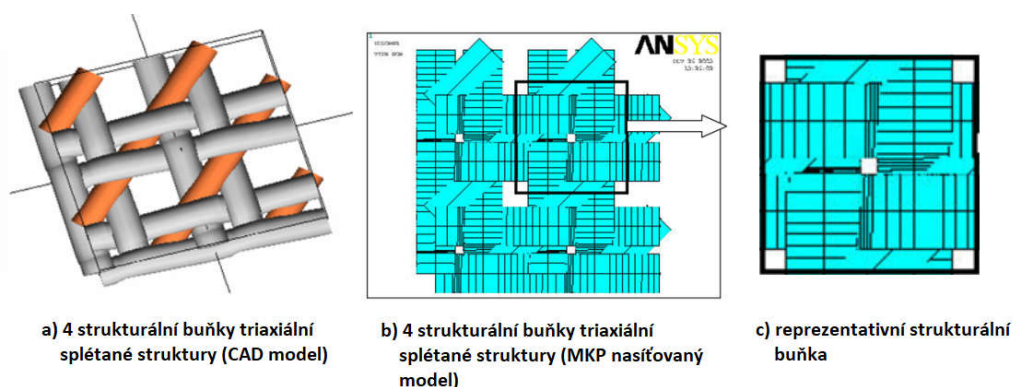 ANSYS
a) 4 strukturální buňky triaxiální
splétané struktury (CAD model)
b) 4 strukturální buňky triaxiální
splétané struktury (MKP nasíťovaný
model)
c) reprezentativní strukturální
buňka